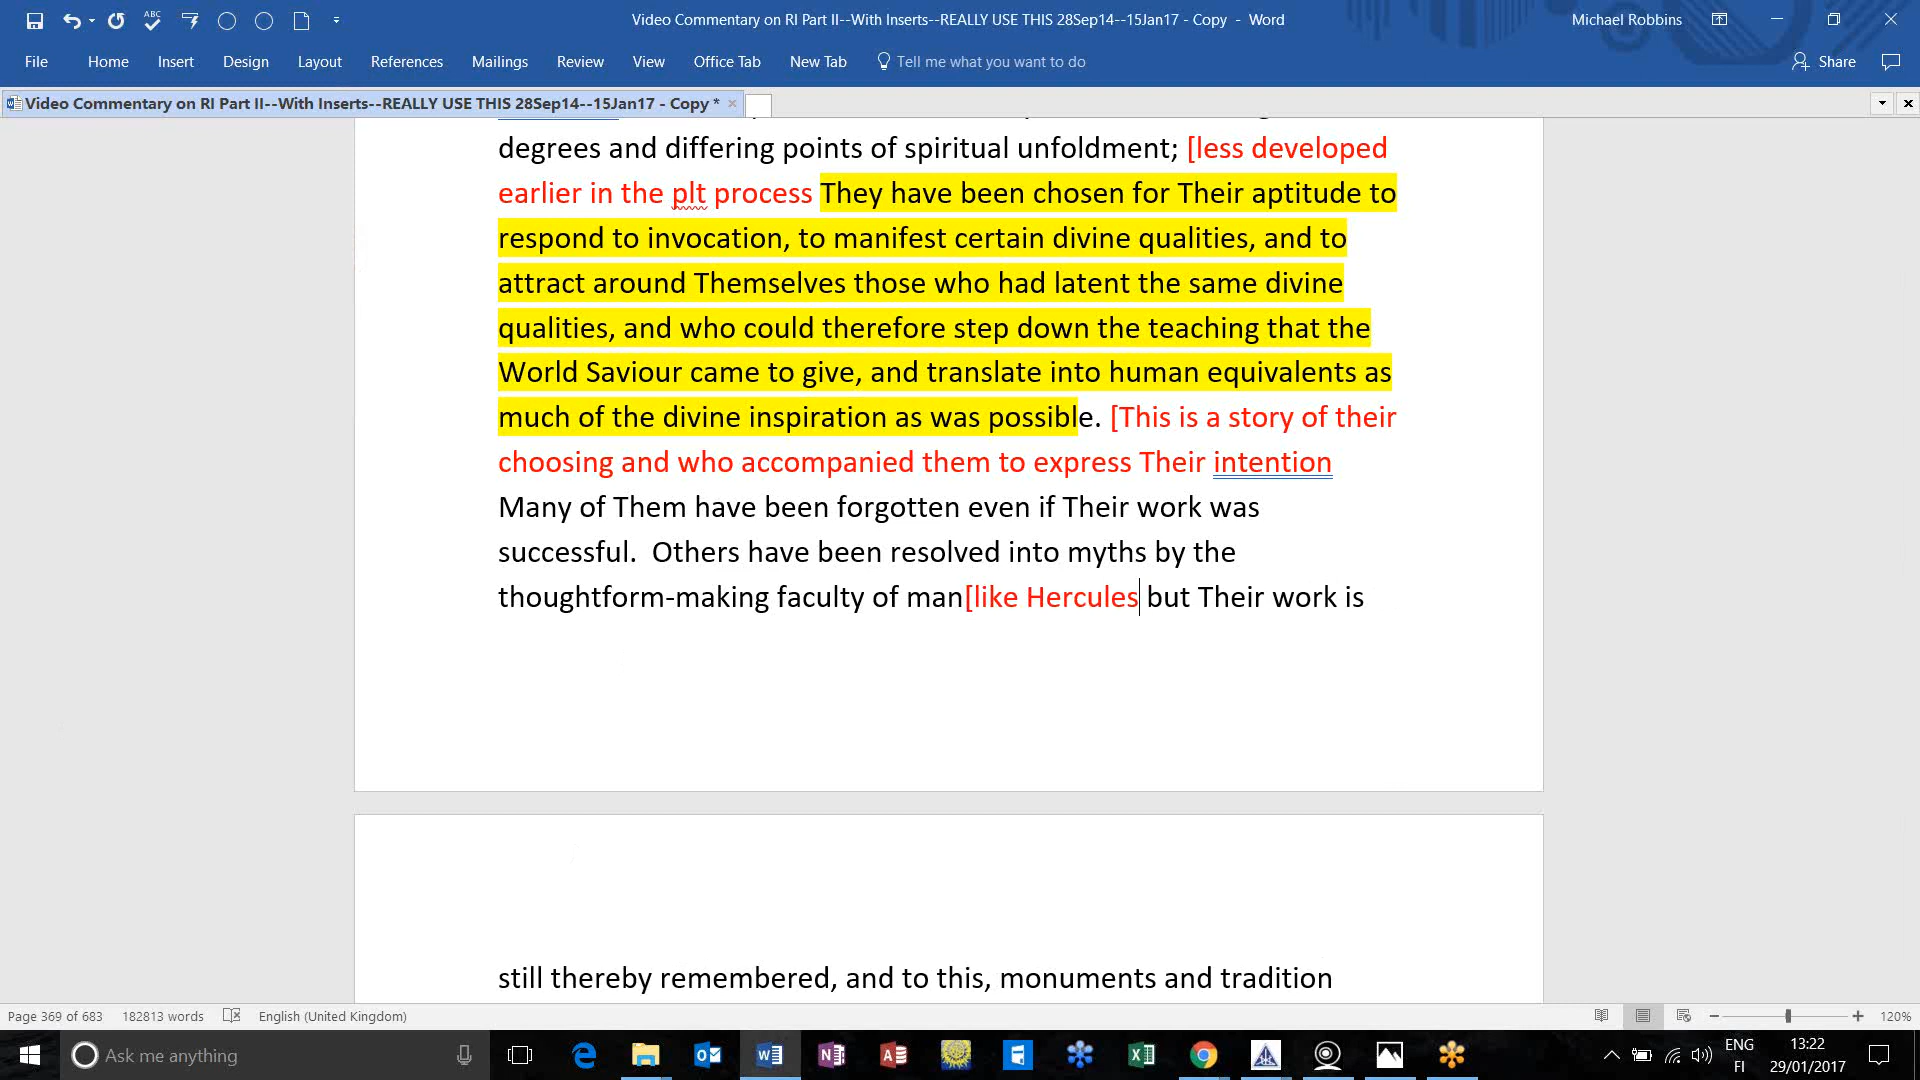 Video Commentary on RI Part II--With Inserts--REALLY USE THIS 28Sep14--15Jan17 - Copy - Word
Michael Robbins
File Home Insert Design Layout References Mailings Review View Office Tab New Tab Tell me what you want to do Share
Video Commentary on RI Part II--With Inserts--REALLY USE THIS 28Sep14--15Jan17 - Copy *
degrees and differing points of spiritual unfoldment; [less developed
earlier in the plt process They have been chosen for Their aptitude to
respond to invocation, to manifest certain divine qualities, and to
attract around Themselves those who had latent the same divine
qualities, and who could therefore step down the teaching that the
World Saviour came to give, and translate into human equivalents as
much of the divine inspiration as was possible. [This is a story of their
choosing and who accompanied them to express Their intention
Many of Them have been forgotten even if Their work was
successful.  Others have been resolved into myths by the
thoughtform-making faculty of man[like Hercules but Their work is
still thereby remembered, and to this, monuments and tradition
Page 369 of 683 182813 words English (United Kingdom) 120%
Ask me anything
ENG
FI
13:22
29/01/2017